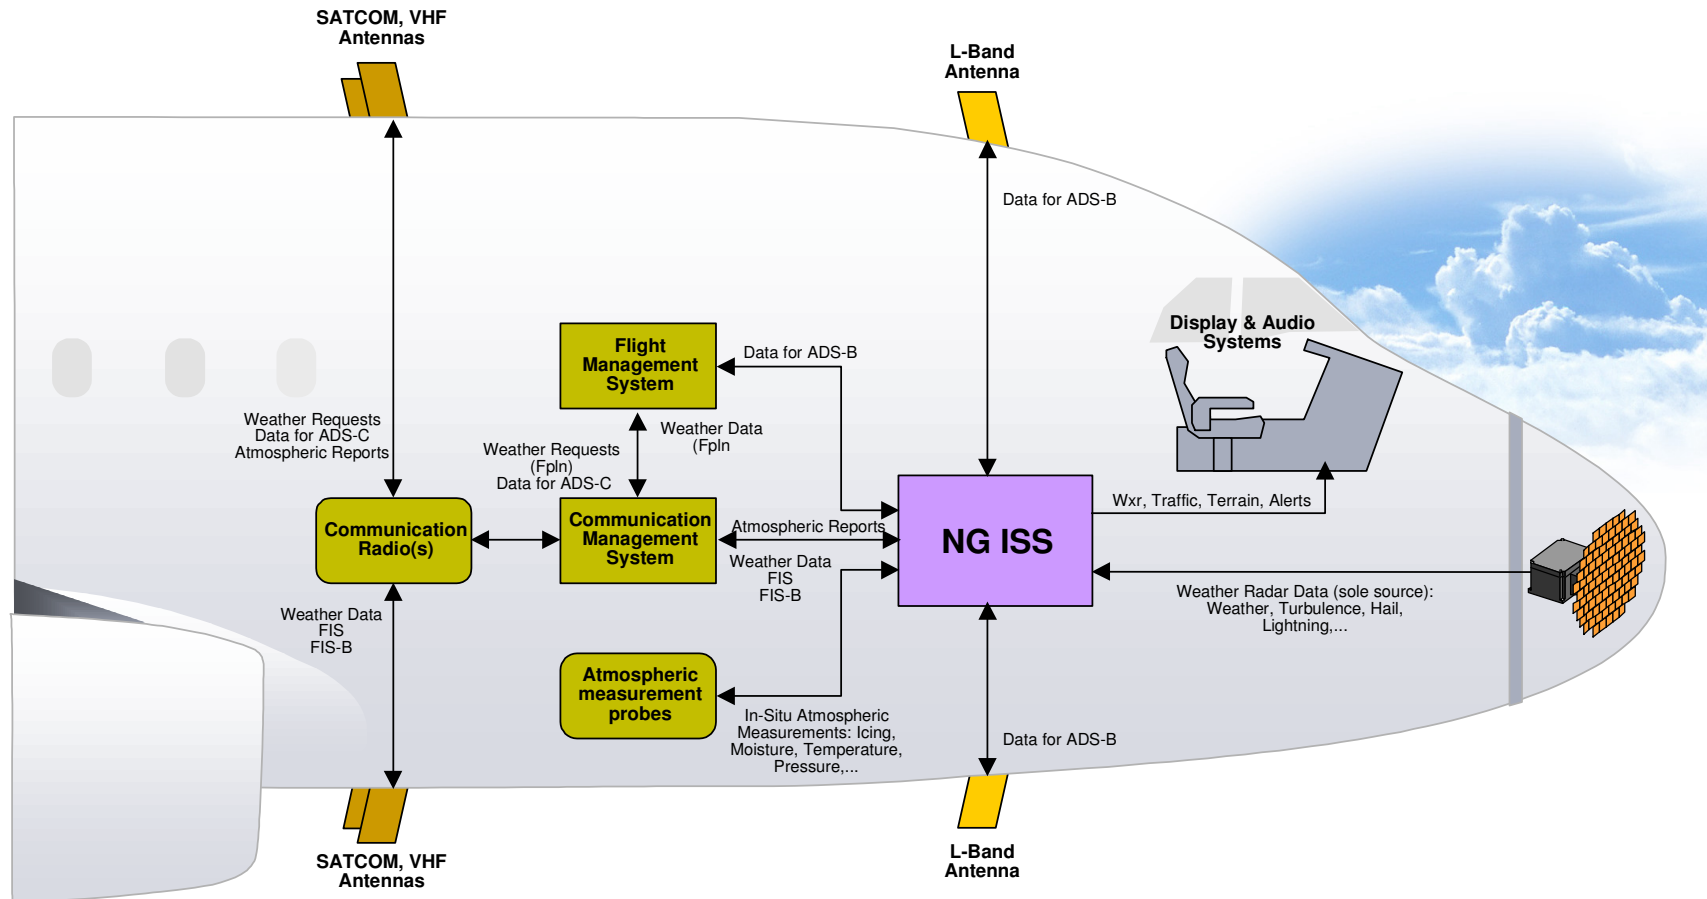 SATCOM, VHF
Antennas
L-Band
Antenna
Data for ADS-B
Display & Audio
Systems
Flight
Management
System
Data for ADS-B
Weather Requests
Data for ADS-C
Atmospheric Reports
Weather Data
(Fpln
Weather Requests
(Fpln)
Data for ADS-C
Wxr, Traffic, Terrain, Alerts
Communication
Radio(s)
Communication
Management
System
Atmospheric Reports
NG ISS
Weather Data
FIS
FIS-B
Weather Radar Data (sole source):
Weather, Turbulence, Hail,
Lightning,...
Weather Data
FIS
FIS-B
Atmospheric
measurement
probes
In-Situ Atmospheric
Measurements: Icing,
Moisture, Temperature,
Pressure,...
Data for ADS-B
SATCOM, VHF
Antennas
L-Band
Antenna